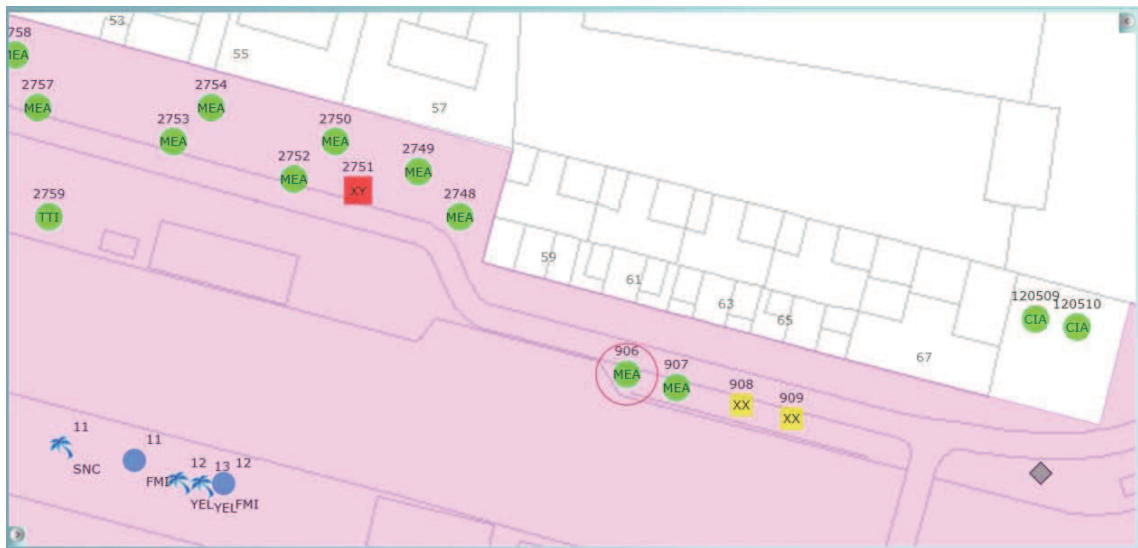 53
758
MEA
55
2757
MEA
2754
MEA
57
2753
MEA
2750
MEA
2752
MEA
2751
XY
2749
MEA
2748
MEA
2759
TTI
59
61
63
65
67
120509
CIA
120510
CIA
906
MEA
907
MEA
908
XX
909
XX
11
SNC
11
FMI
12
YEL
13
YEL
12
FMI